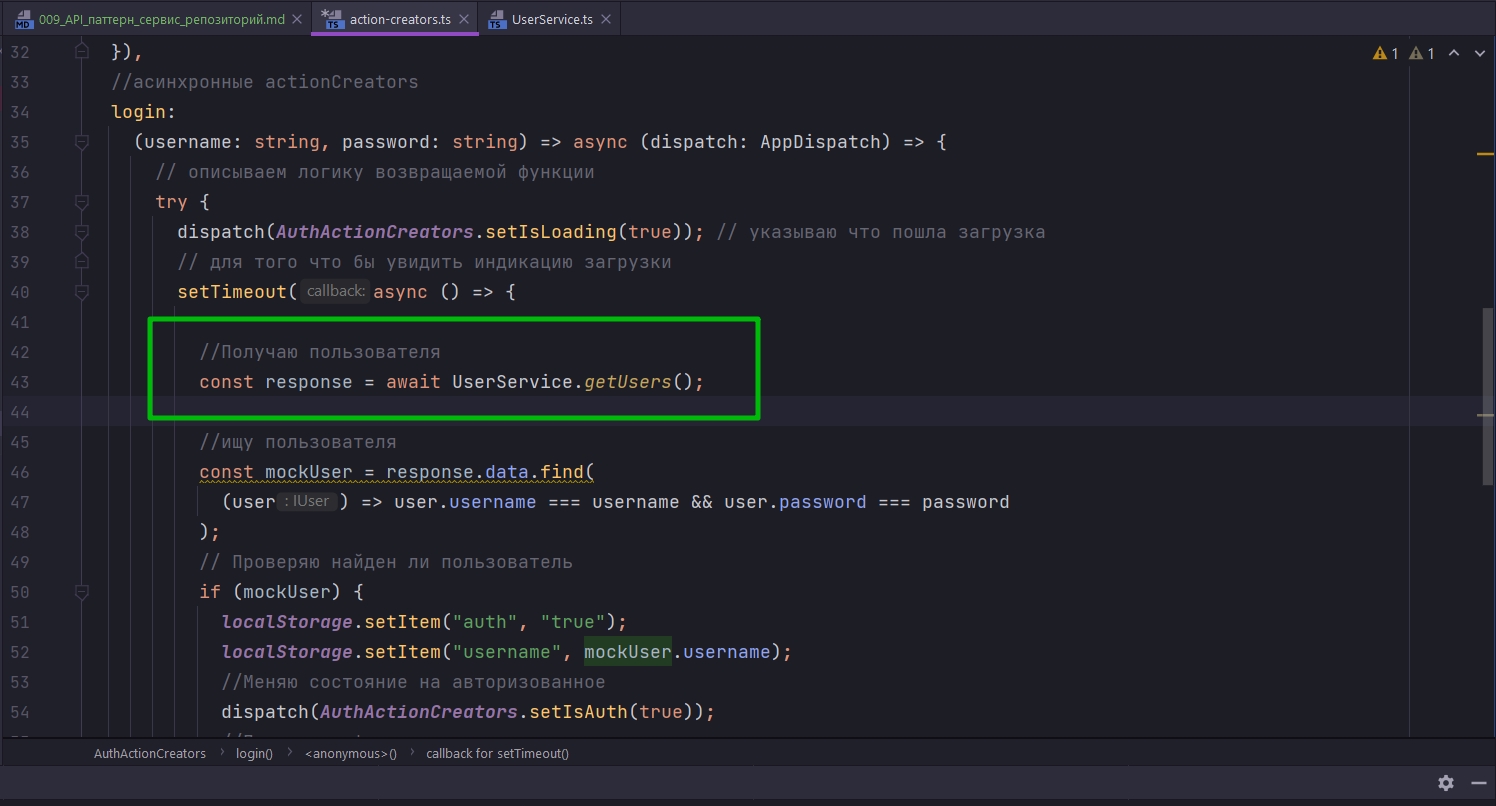 009_API_паттерн_сервис_репозиторий.md action-creators.ts UserService.ts
32 }),
33 //асинхронные actionCreators
34 login:
35 (username: string, password: string) => async (dispatch: AppDispatch) => {
36 // описываем логику возвращаемой функции
37 try {
38 dispatch(AuthActionCreators.setIsLoading(true)); // указываю что пошла загрузка
39 // для того что бы увидить индикацию загрузки
40 setTimeout( callback: async () => {
41
42 //Получаю пользователя
43 const response = await UserService.getUsers();
44
45 //ищу пользователя
46 const mockUser = response.data.find(
47 (user : IUser ) => user.username === username && user.password === password
48 );
49 // Проверяю найден ли пользователь
50 if (mockUser) {
51 localStorage.setItem("auth", "true");
52 localStorage.setItem("username", mockUser.username);
53 //Меняю состояние на авторизованное
54 dispatch(AuthActionCreators.setIsAuth(true));
1 1
AuthActionCreators login() <anonymous>() callback for setTimeout()